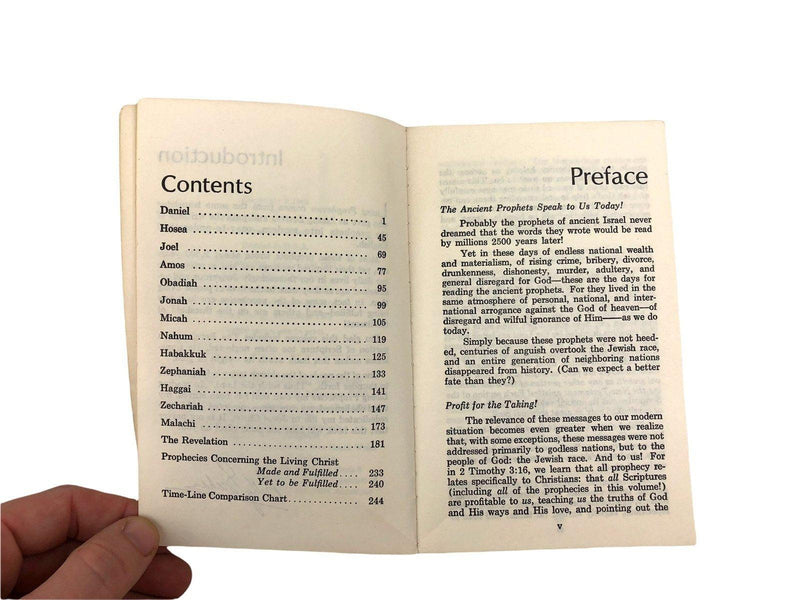 Contents
Daniel .......................................... 1
Hosea .......................................... 45
Joel .......................................... 69
Amos .......................................... 77
Obadiah .......................................... 95
Jonah .......................................... 99
Micah .......................................... 105
Nahum .......................................... 119
Habakkuk .......................................... 125
Zephaniah .......................................... 133
Haggai .......................................... 141
Zechariah .......................................... 147
Malachi .......................................... 173
The Revelation .......................................... 181
Prophecies Concerning the Living Christ
Made and Fulfilled.... 233
Yet to be Fulfilled.... 240
Time-Line Comparison Chart............... 244
Preface
The Ancient Prophets Speak to Us Today!
Probably the prophets of ancient Israel never
dreamed that the words they wrote would be read
by millions 2500 years later!
Yet in these days of endless national wealth
and materialism, of rising crime, bribery, divorce,
drunkenness, dishonesty, murder, adultery, and
general disregard for God—these are the days for
reading the ancient prophets. For they lived in the
same atmosphere of personal, national, and inter-
national arrogance against the God of heaven—of
disregard and wilful ignorance of Him——as we do
today.
Simply because these prophets were not heed-
ed, centuries of anguish overtook the Jewish race,
and an entire generation of neighboring nations
disappeared from history. (Can we expect a better
fate than they?)
Profit for the Taking!
The relevance of these messages to our modern
situation becomes even greater when we realize
that, with some exceptions, these messages were not
addressed primarily to godless nations, but to the
people of God: the Jewish race. And to us! For
in 2 Timothy 3:16, we learn that all prophecy re-
lates specifically to Christians: that all Scriptures
(including all of the prophecies in this volume!)
are profitable to us, teaching us the truths of God
and His ways and His love, and pointing out the
v
Introduction